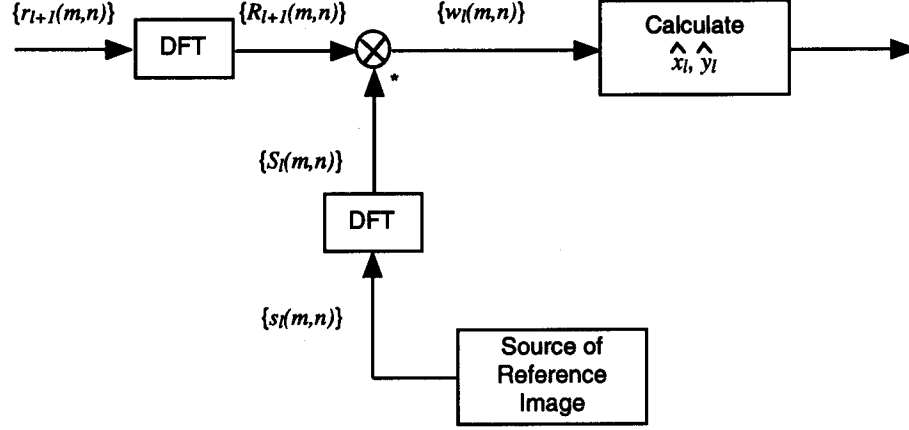 {r_{l+1}(m,n)}
DFT
{R_{l+1}(m,n)}
*
{w_l(m,n)}
Calculate
x̂_l, ŷ_l
{S_l(m,n)}
DFT
{s_l(m,n)}
Source of
Reference
Image